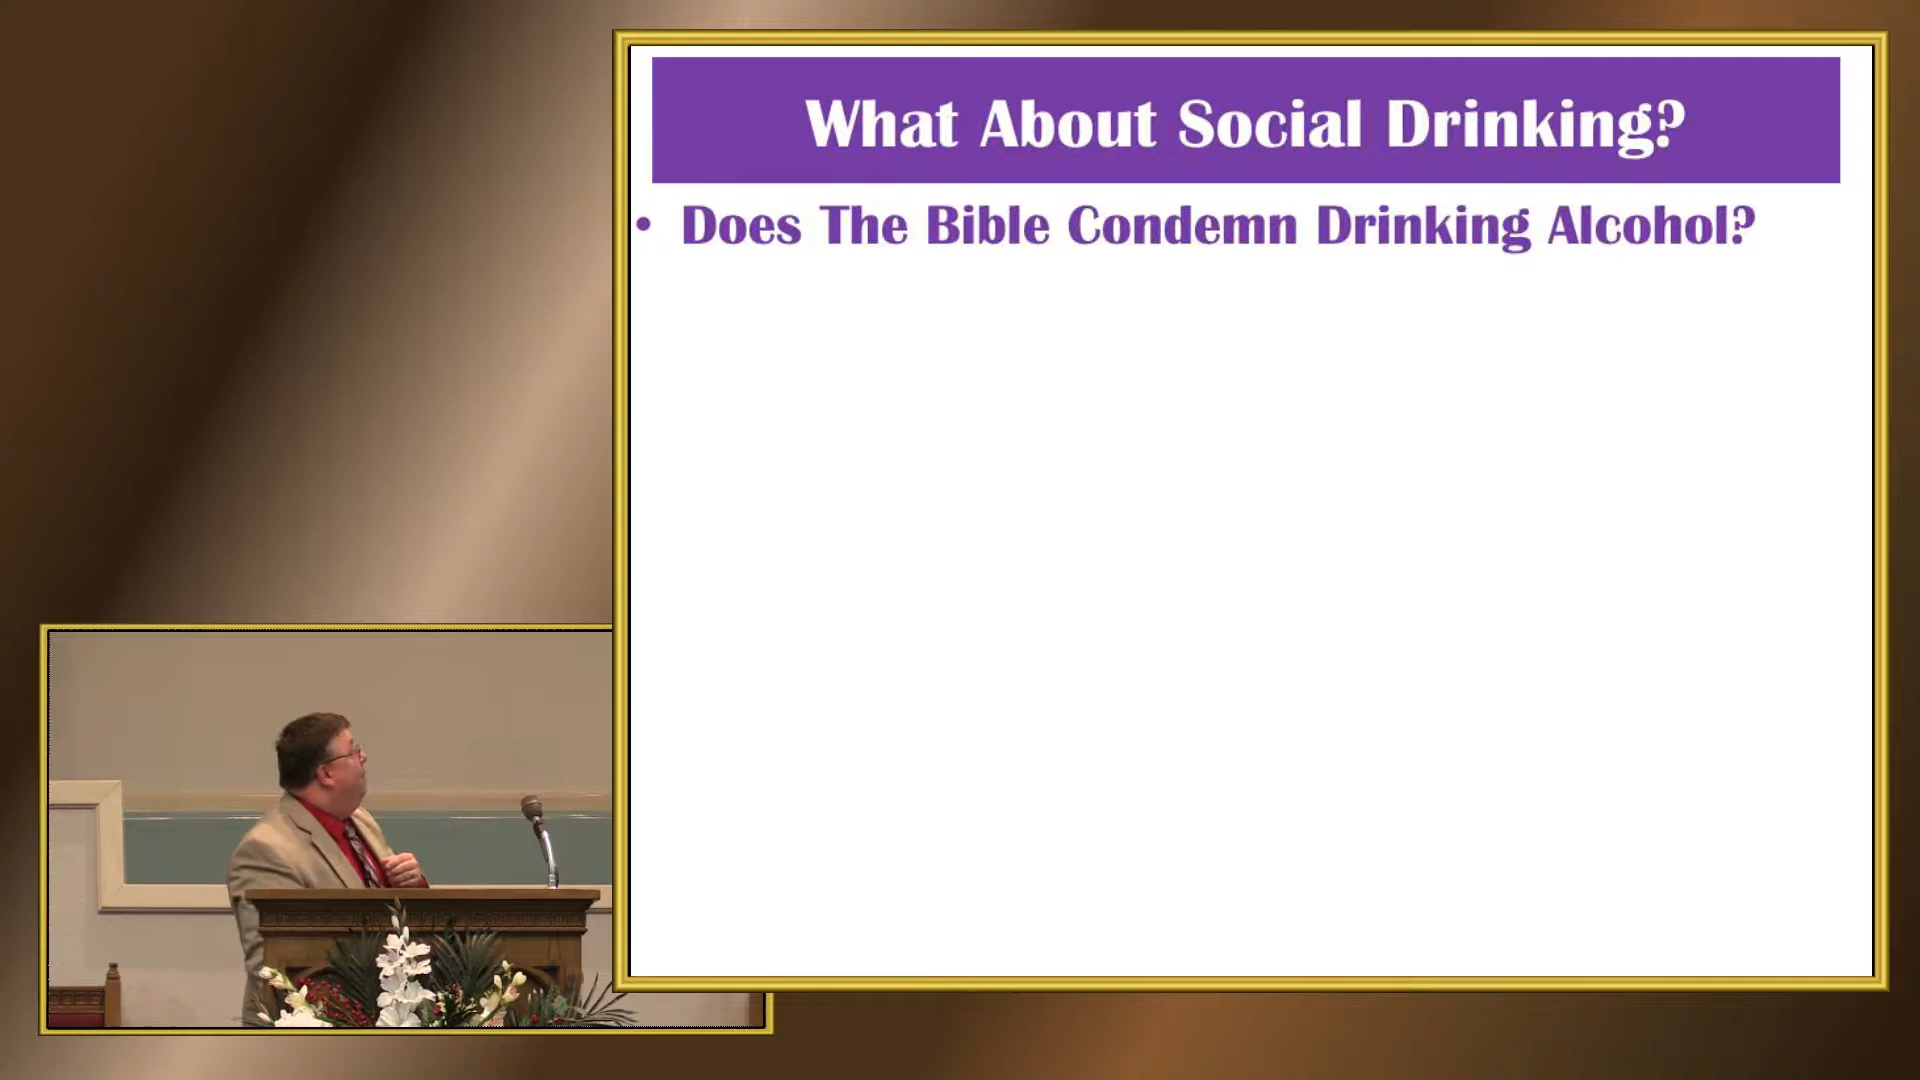 What About Social Drinking?
• Does The Bible Condemn Drinking Alcohol?